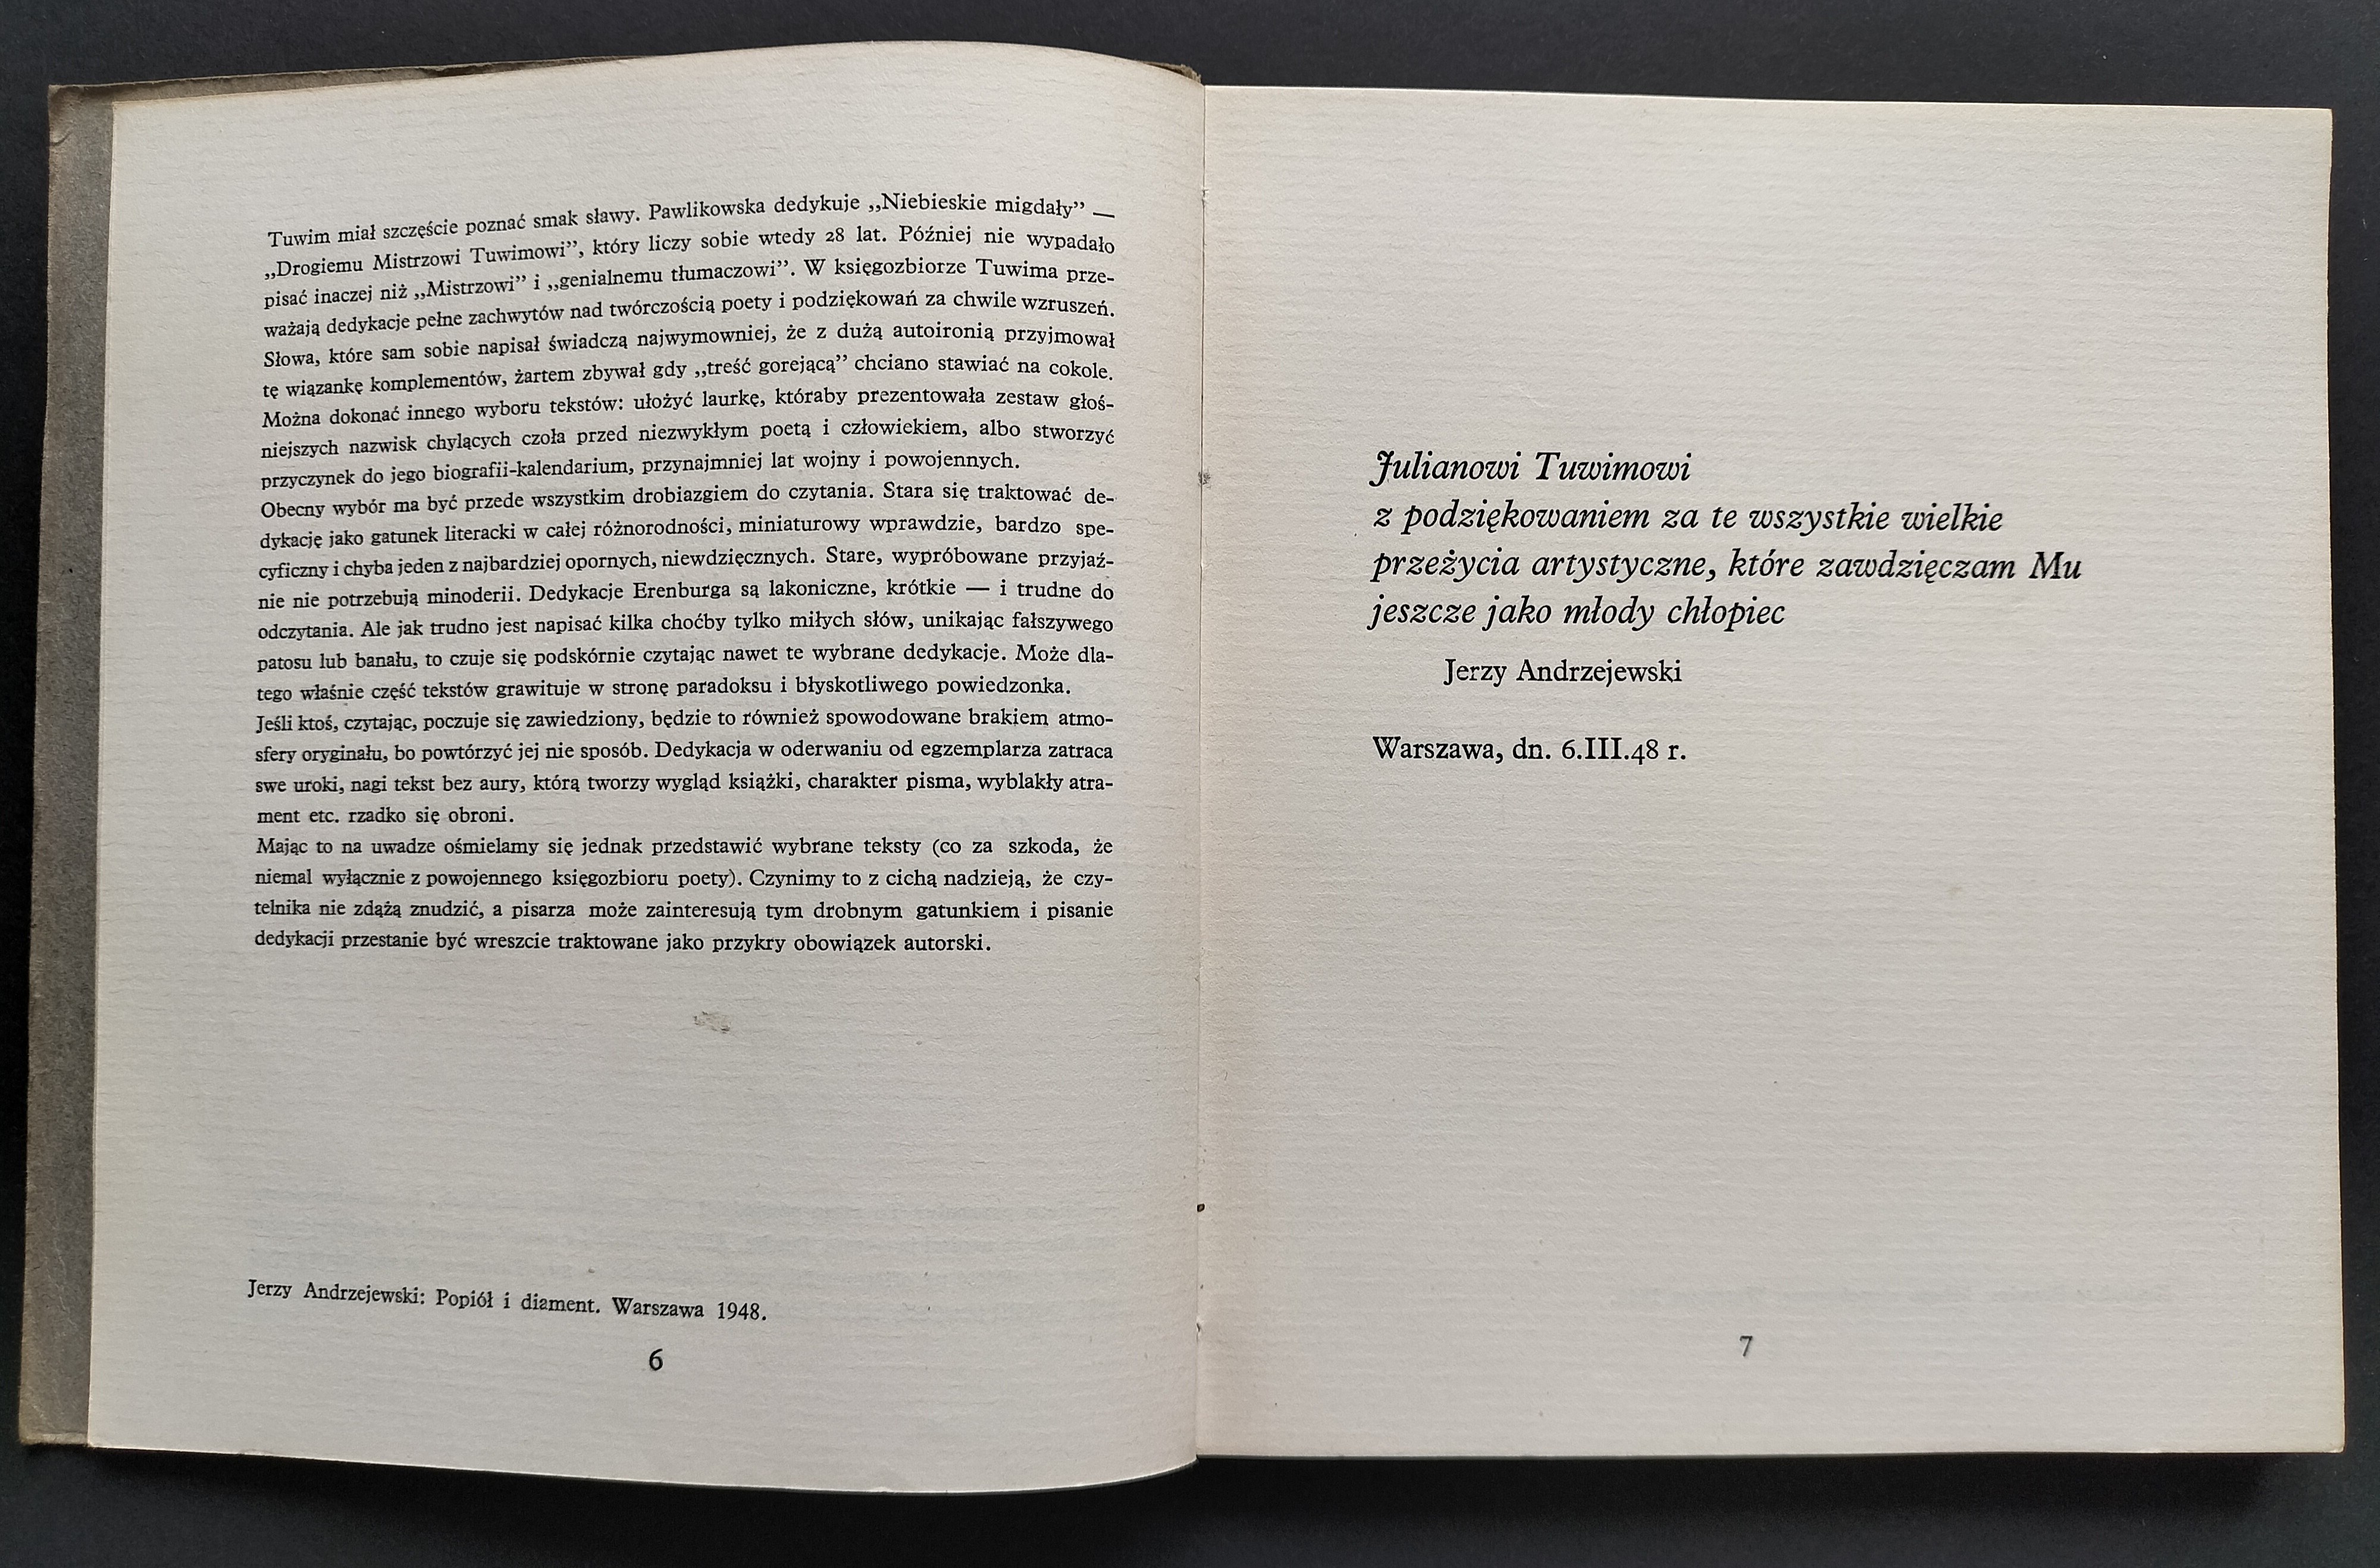 Tuwim miał szczęście poznać smak sławy. Pawlikowska dedykuje „Niebieskie migdały” —
„Drogiemu Mistrzowi Tuwimowi”, który liczy sobie wtedy 28 lat. Później nie wypadało
pisać inaczej niż „Mistrzowi” i „genialnemu tłumaczowi”. W księgozbiorze Tuwima prze-
ważają dedykacje pełne zachwytów nad twórczością poety i podziękowań za chwile wzruszeń.
Słowa, które sam sobie napisał świadczą najwymowniej, że z dużą autoironią przyjmował
tę wiązankę komplementów, żartem zbywał gdy „treść gorejącą” chciano stawiać na cokole.
Można dokonać innego wyboru tekstów: ułożyć laurkę, któraby prezentowała zestaw głoś-
niejszych nazwisk chylących czoła przed niezwykłym poetą i człowiekiem, albo stworzyć
przyczynek do jego biografii-kalendarium, przynajmniej lat wojny i powojennych.
Obecny wybór ma być przede wszystkim drobiazgiem do czytania. Stara się traktować de-
dykację jako gatunek literacki w całej różnorodności, miniaturowy wprawdzie, bardzo spe-
cyficzny i chyba jeden z najbardziej opornych, niewdzięcznych. Stare, wypróbowane przyjaź-
nie nie potrzebują minoderii. Dedykacje Erenburga są lakoniczne, krótkie — i trudne do
odczytania. Ale jak trudno jest napisać kilka choćby tylko miłych słów, unikając fałszywego
patosu lub banału, to czuje się podskórnie czytając nawet te wybrane dedykacje. Może dla-
tego właśnie część tekstów grawituje w stronę paradoksu i błyskotliwego powiedzonka.
Jeśli ktoś, czytając, poczuje się zawiedziony, będzie to również spowodowane brakiem atmo-
sfery oryginału, bo powtórzyć jej nie sposób. Dedykacja w oderwaniu od egzemplarza zatraca
swe uroki, nagi tekst bez aury, którą tworzy wygląd książki, charakter pisma, wyblakły atra-
ment etc. rzadko się obroni.
Mając to na uwadze ośmielamy się jednak przedstawić wybrane teksty (co za szkoda, że
niemal wyłącznie z powojennego księgozbioru poety). Czynimy to z cichą nadzieją, że czy-
telnika nie zdążą znudzić, a pisarza może zainteresują tym drobnym gatunkiem i pisanie
dedykacji przestanie być wreszcie traktowane jako przykry obowiązek autorski.
Jerzy Andrzejewski: Popiół i diament. Warszawa 1948.
6
Julianowi Tuwimowi
z podziękowaniem za te wszystkie wielkie
przeżycia artystyczne, które zawdzięczam Mu
jeszcze jako młody chłopiec
Jerzy Andrzejewski
Warszawa, dn. 6.III.48 r.
7